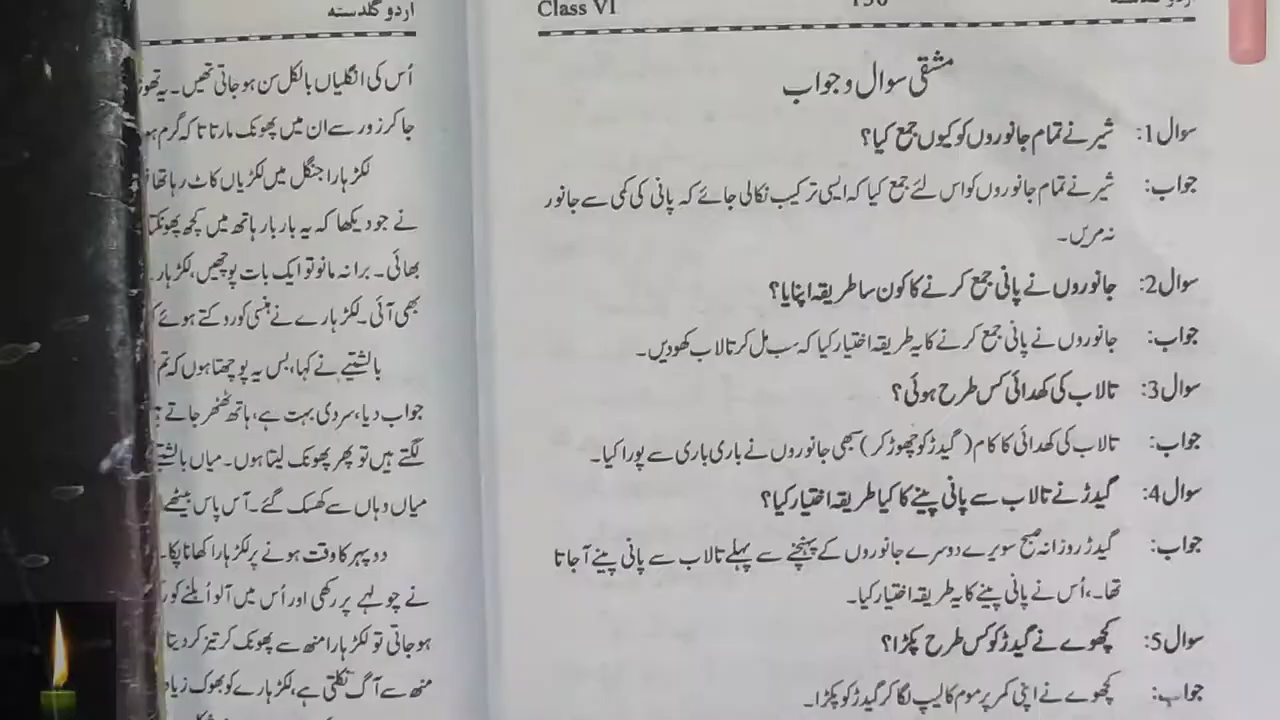 Class VI
اردو گلدستہ
مشقی سوال و جواب
سوال 1: شیر نے تمام جانوروں کو کیوں جمع کیا؟
جواب: شیر نے تمام جانوروں کو اس لئے جمع کیا کہ ایسی ترکیب نکالی جائے کہ پانی کی کمی سے جانور
نہ مریں۔
سوال 2: جانوروں نے پانی جمع کرنے کا کون سا طریقہ اپنایا؟
جواب: جانوروں نے پانی جمع کرنے کا یہ طریقہ اختیار کیا کہ سب مل کر تالاب کھودیں۔
سوال 3: تالاب کی کھدائی کس طرح ہوئی؟
جواب: تالاب کی کھدائی کا کام (گیدڑ کو چھوڑ کر) سبھی جانوروں نے باری باری سے پورا کیا۔
سوال 4: گیدڑ نے تالاب سے پانی پینے کا کیا طریقہ اختیار کیا؟
جواب: گیدڑ روزانہ صبح سویرے دوسرے جانوروں کے پہنچنے سے پہلے تالاب سے پانی پینے آجاتا
تھا۔، اُس نے پانی پینے کا یہ طریقہ اختیار کیا۔
سوال 5: کچھوے نے گیدڑ کو کس طرح پکڑا؟
جواب: کچھوے نے اپنی کمر پر موم کا لیپ لگا کر گیدڑ کو پکڑا۔
اردو گلدستہ
اُس کی انگلیاں بالکل سن ہو جاتی تھیں۔ یہ
جا کر زور سے ان میں پھونک مارتا تا کہ گرم
لکڑہارا جنگل میں لکڑیاں کاٹ رہا تھا
نے جو دیکھا کہ یہ بار بار ہاتھ میں کچھ
بھائی۔ برا نہ مانو تو ایک بات پوچھیں،
بھی آئی۔ لکڑہارے نے ہنسی کو روکتے ہوئے
بالشتیے نے کہا، بس یہ پوچھتا ہوں کہ تم
جواب دیا، سردی بہت ہے، ہاتھ ٹھٹھر جاتے
لگتے ہیں تو پھر پھونک لیتا ہوں۔ میاں
میاں وہاں سے کھسک گئے۔ آس پاس بیٹھے
دوپہر کا وقت ہونے پر لکڑہارا کھانا پکا
نے چولہے پر رکھی اور اُس میں آلو اُبلنے کو
ہو جاتی تو لکڑہارا منھ سے پھونک کر تیز کر دیتا
منھ سے آگ نکلتی ہے، لکڑہارے کو بھوک